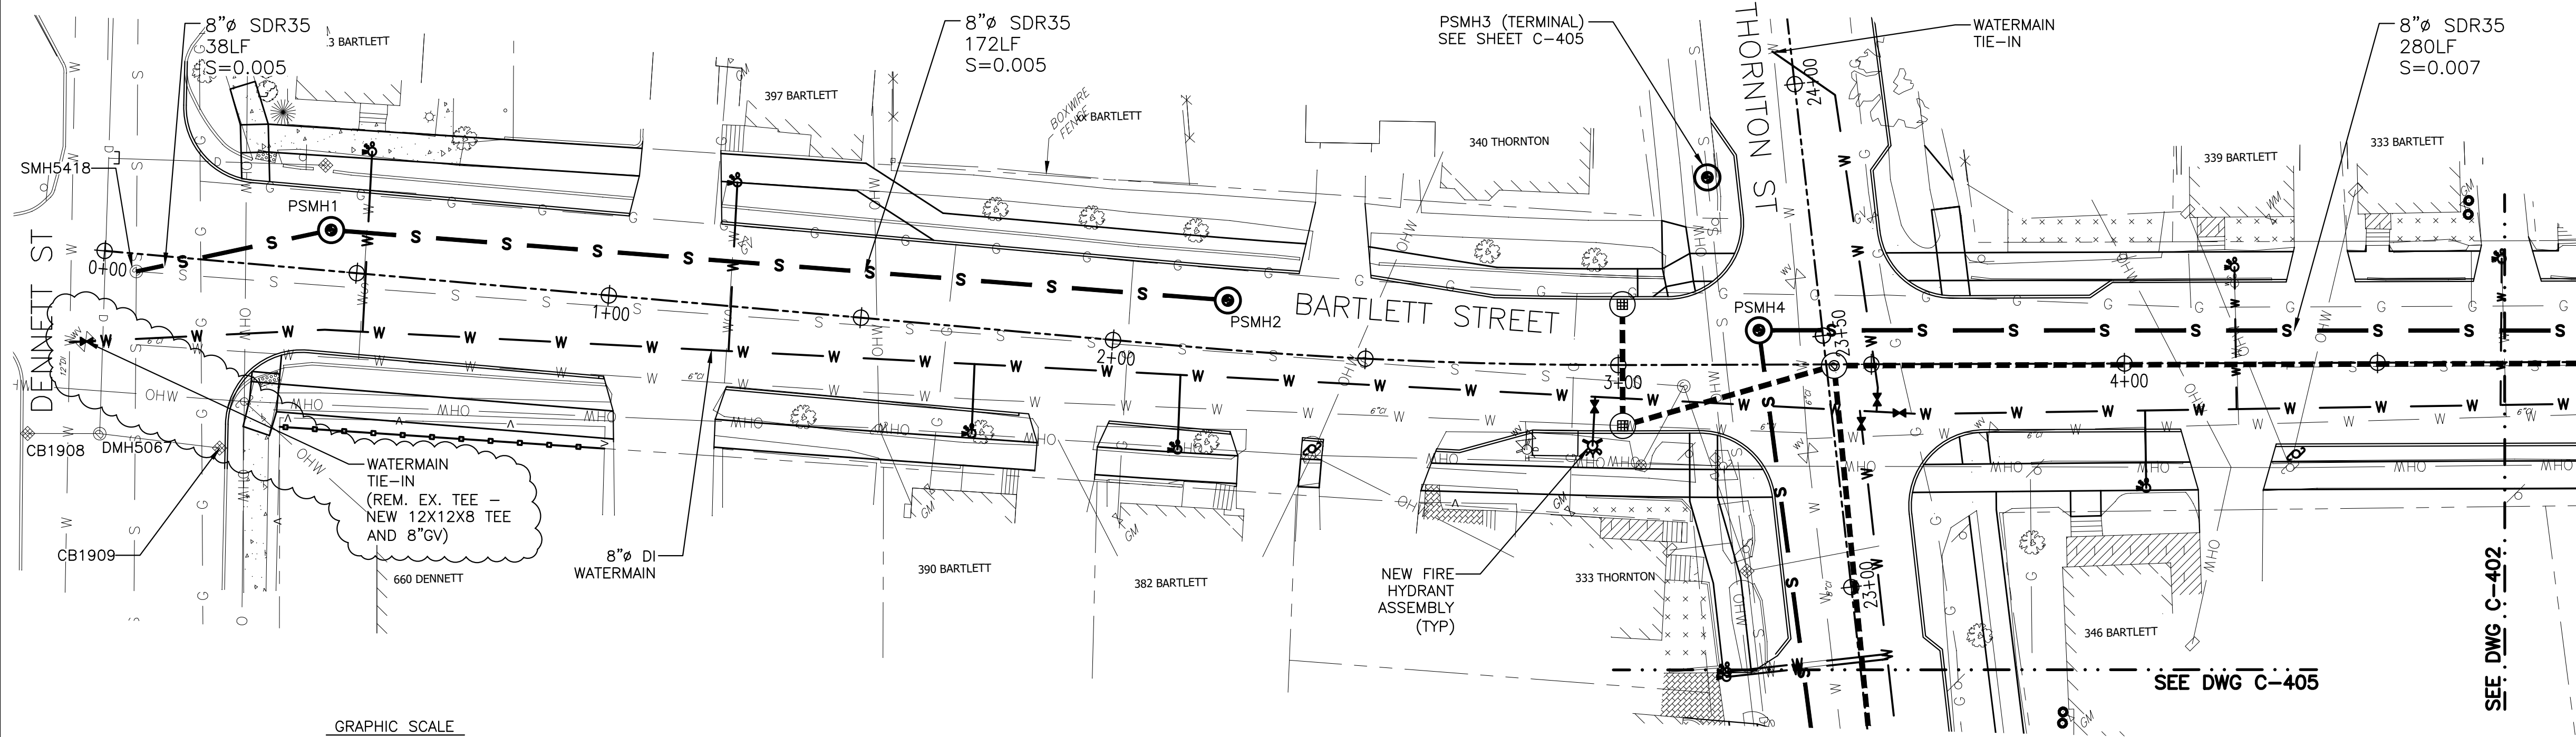 8"ø SDR35
38LF
S=0.005
3 BARTLETT
8"ø SDR35
172LF
S=0.005
PSMH3 (TERMINAL)
SEE SHEET C-405
THORNTON ST
WATERMAIN
TIE-IN
24+00
8"ø SDR35
280LF
S=0.007
397 BARTLETT
BOXWIRE
FENCE
BARTLETT
340 THORNTON
339 BARTLETT
333 BARTLETT
SMH5418
PSMH1
0+00
DENNETT ST
1+00
PSMH2
BARTLETT STREET
PSMH4
23+50
2+00
3+00
4+00
12"CI
6"CI
OHW
CB1908
DMH5067
CB1909
WATERMAIN
TIE-IN
(REM. EX. TEE -
NEW 12X12X8 TEE
AND 8"GV)
660 DENNETT
8"ø DI
WATERMAIN
390 BARTLETT
382 BARTLETT
NEW FIRE
HYDRANT
ASSEMBLY
(TYP)
333 THORNTON
23+00
346 BARTLETT
SEE DWG C-405
SEE DWG C-402
GRAPHIC SCALE